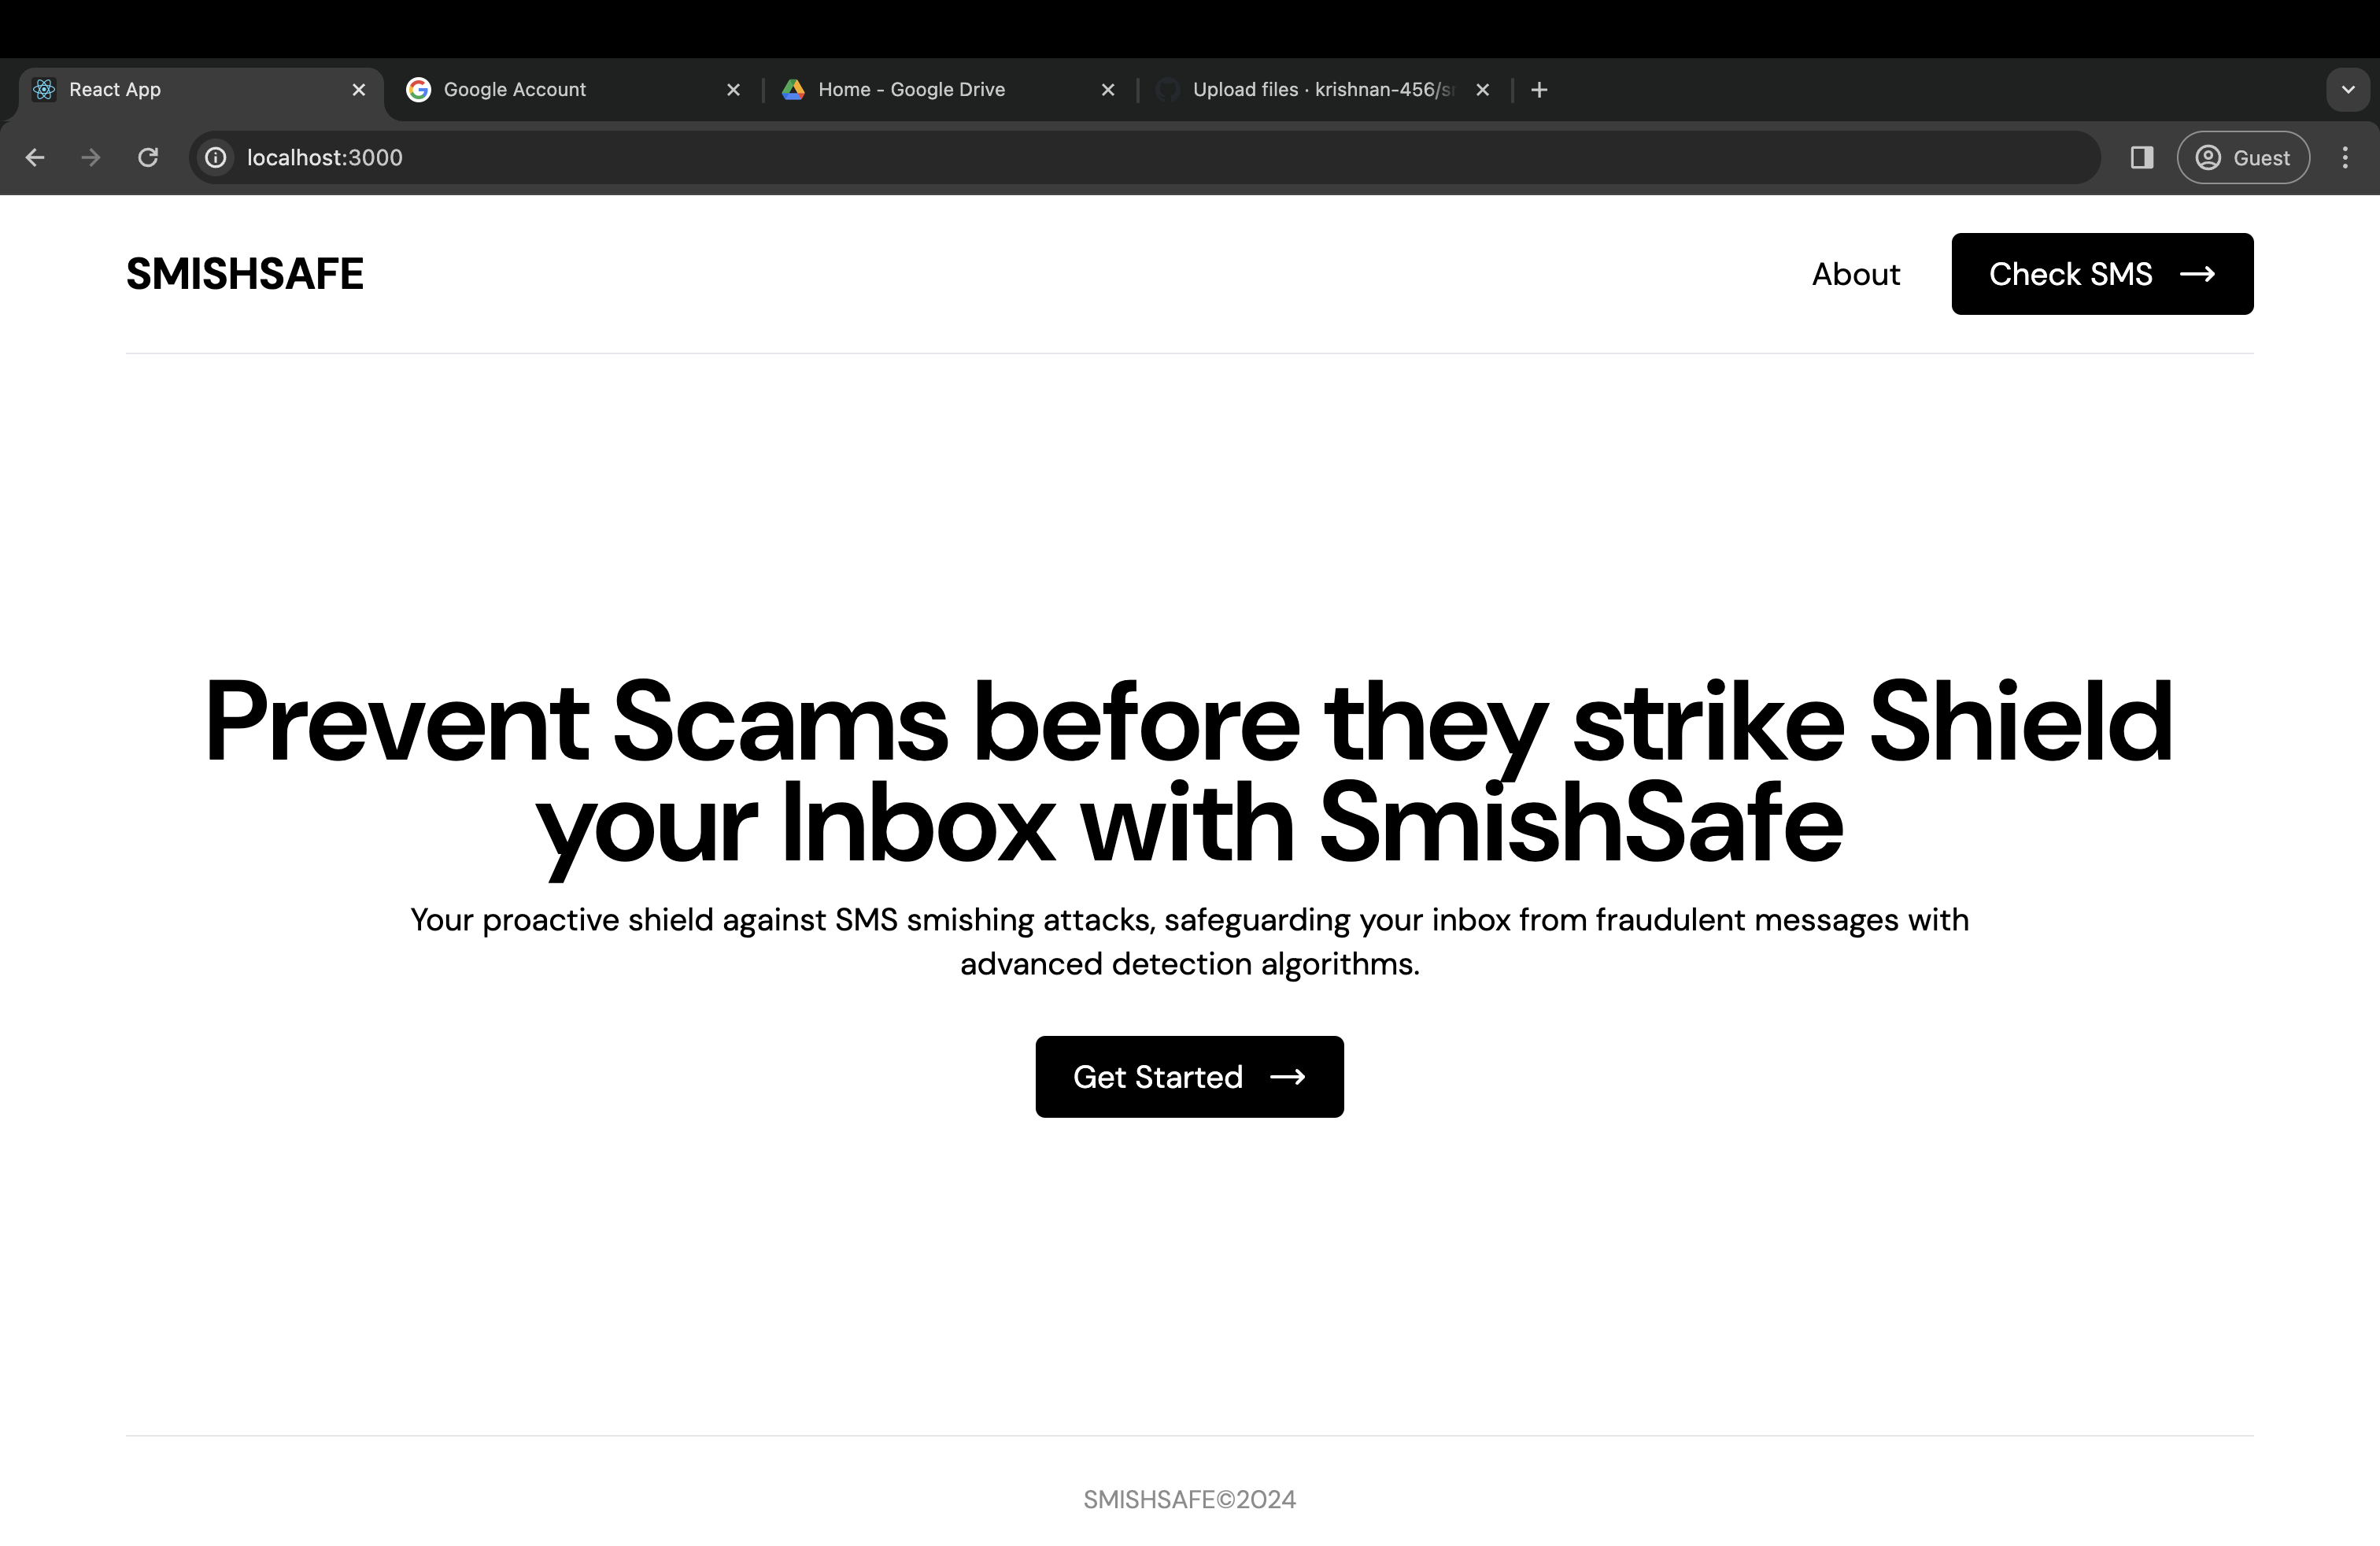 React App
Google Account
Home - Google Drive
Upload files · krishnan-456/
localhost:3000
Guest
SMISHSAFE
About
Check SMS
Prevent Scams before they strike Shield
your Inbox with SmishSafe
Your proactive shield against SMS smishing attacks, safeguarding your inbox from fraudulent messages with
advanced detection algorithms.
Get Started
SMISHSAFE©2024